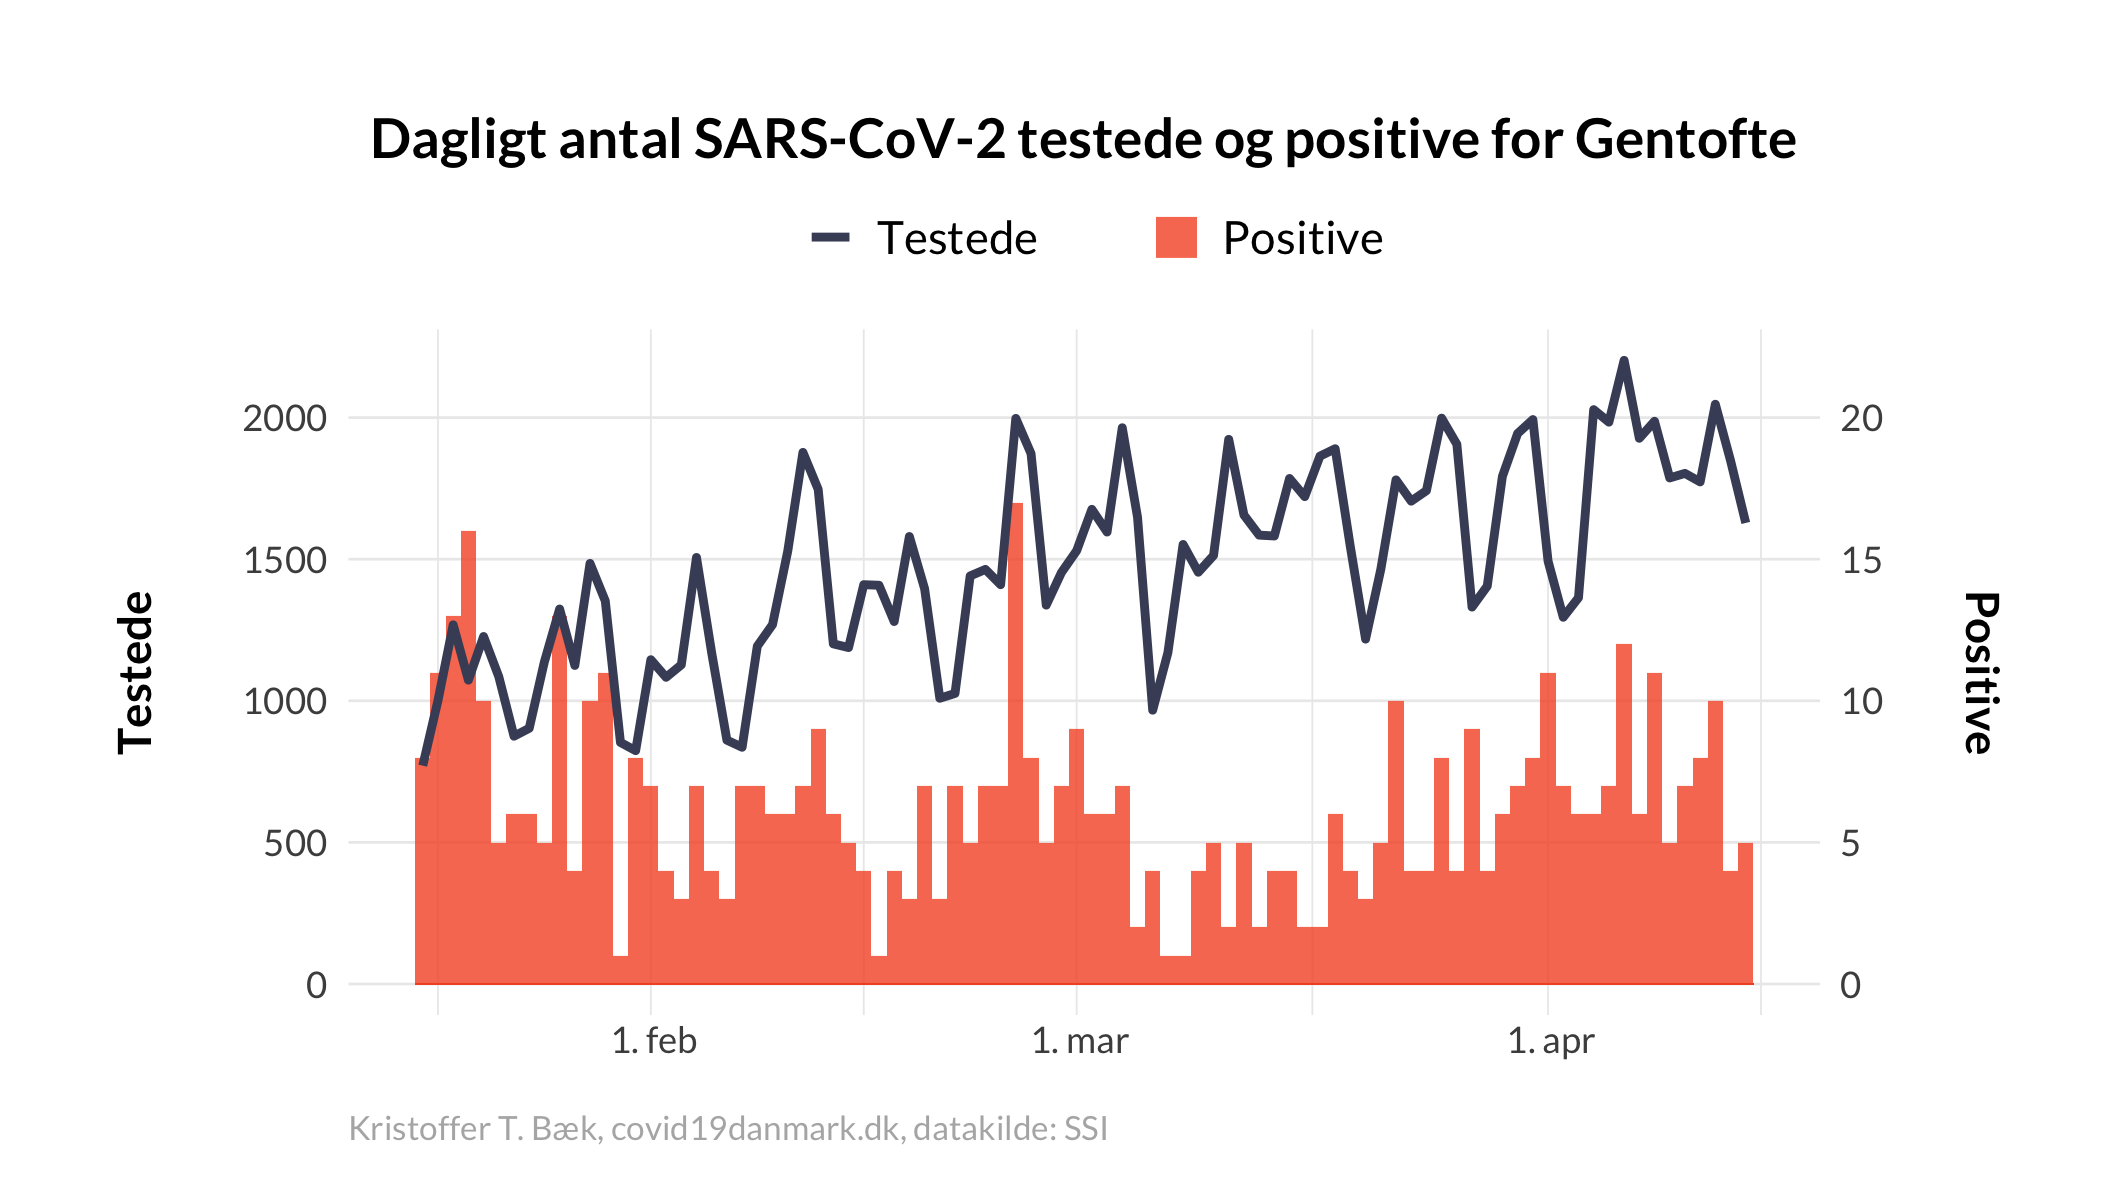 Dagligt antal SARS-CoV-2 testede og positive for Gentofte
Testede Positive
2000 20
1500 15
1000 10
500 5
0 0
Testede
Positive
1. feb 1. mar 1. apr
Kristoffer T. Bæk, covid19danmark.dk, datakilde: SSI